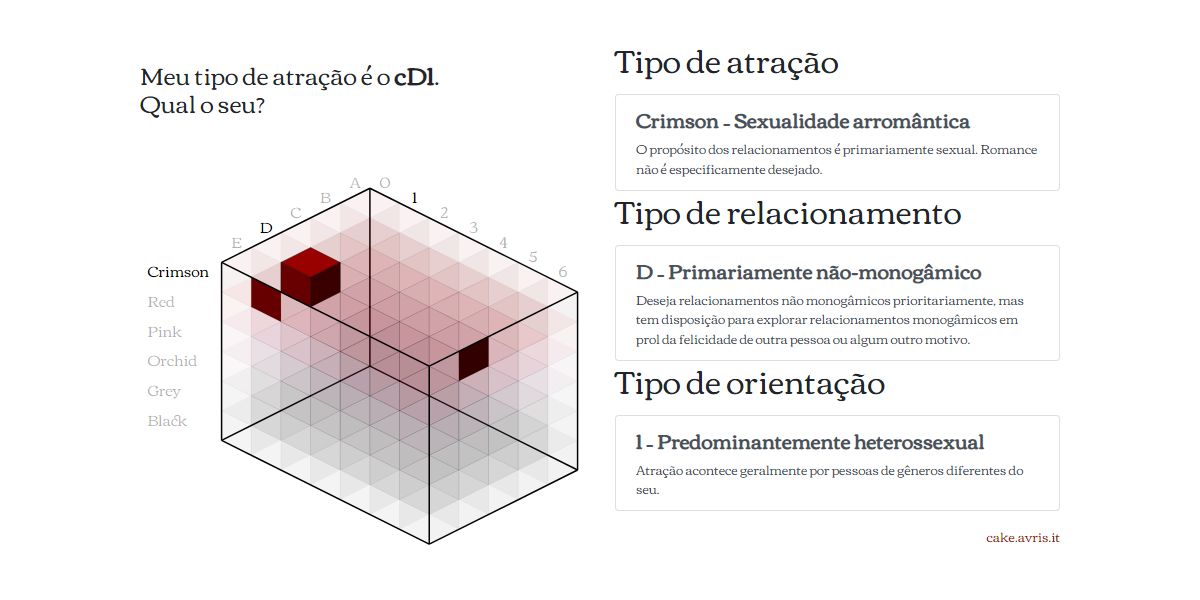 Meu tipo de atração é o cD1.
Qual o seu?
A
B
C
D
E
0
1
2
3
4
5
6
Crimson
Red
Pink
Orchid
Grey
Black
Tipo de atração
Crimson - Sexualidade arromântica
O propósito dos relacionamentos é primariamente sexual. Romance
não é especificamente desejado.
Tipo de relacionamento
D - Primariamente não-monogâmico
Deseja relacionamentos não monogâmicos prioritariamente, mas
tem disposição para explorar relacionamentos monogâmicos em
prol da felicidade de outra pessoa ou algum outro motivo.
Tipo de orientação
1 - Predominantemente heterossexual
Atração acontece geralmente por pessoas de gêneros diferentes do
seu.
cake.avris.it